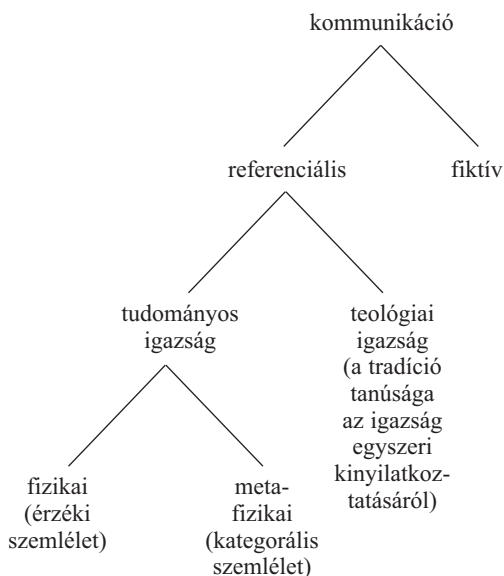 kommunikáció
referenciális
fiktív
tudományos
igazság
teológiai
igazság
(a tradíció
tanúsága
az igazság
egyszeri
kinyilatkoz-
tatásáról)
fizikai
(érzéki
szemlélet)
meta-
fizikai
(kategorális
szemlélet)